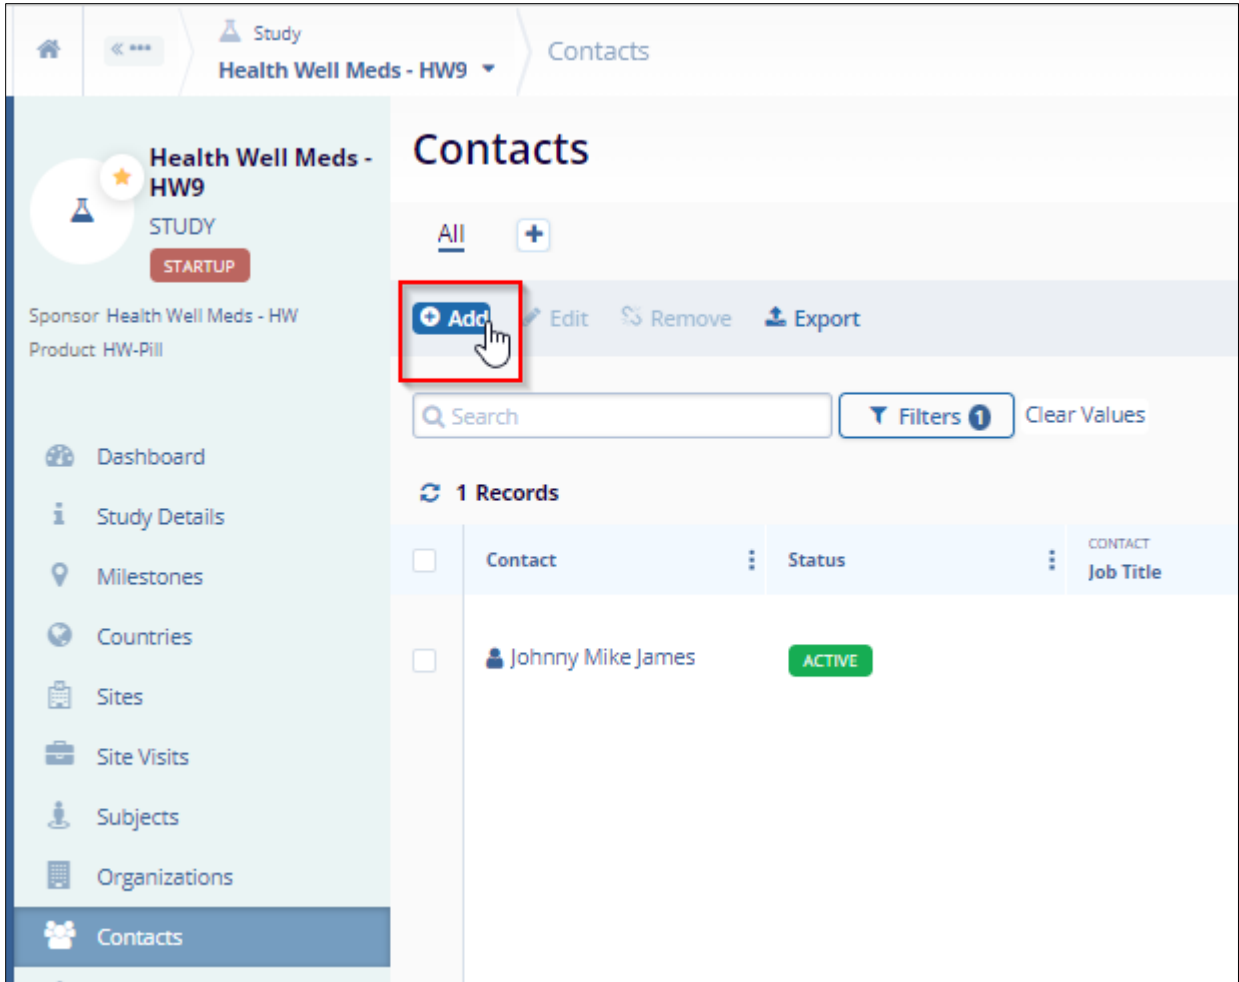 Study
Health Well Meds - HW9
Contacts
Health Well Meds -
HW9
STUDY
STARTUP
Sponsor Health Well Meds - HW
Product HW-Pill
Dashboard
Study Details
Milestones
Countries
Sites
Site Visits
Subjects
Organizations
Contacts
Contacts
All
Add Edit Remove Export
Search Filters 1 Clear Values
1 Records
Contact Status CONTACT
Job Title
Johnny Mike James ACTIVE